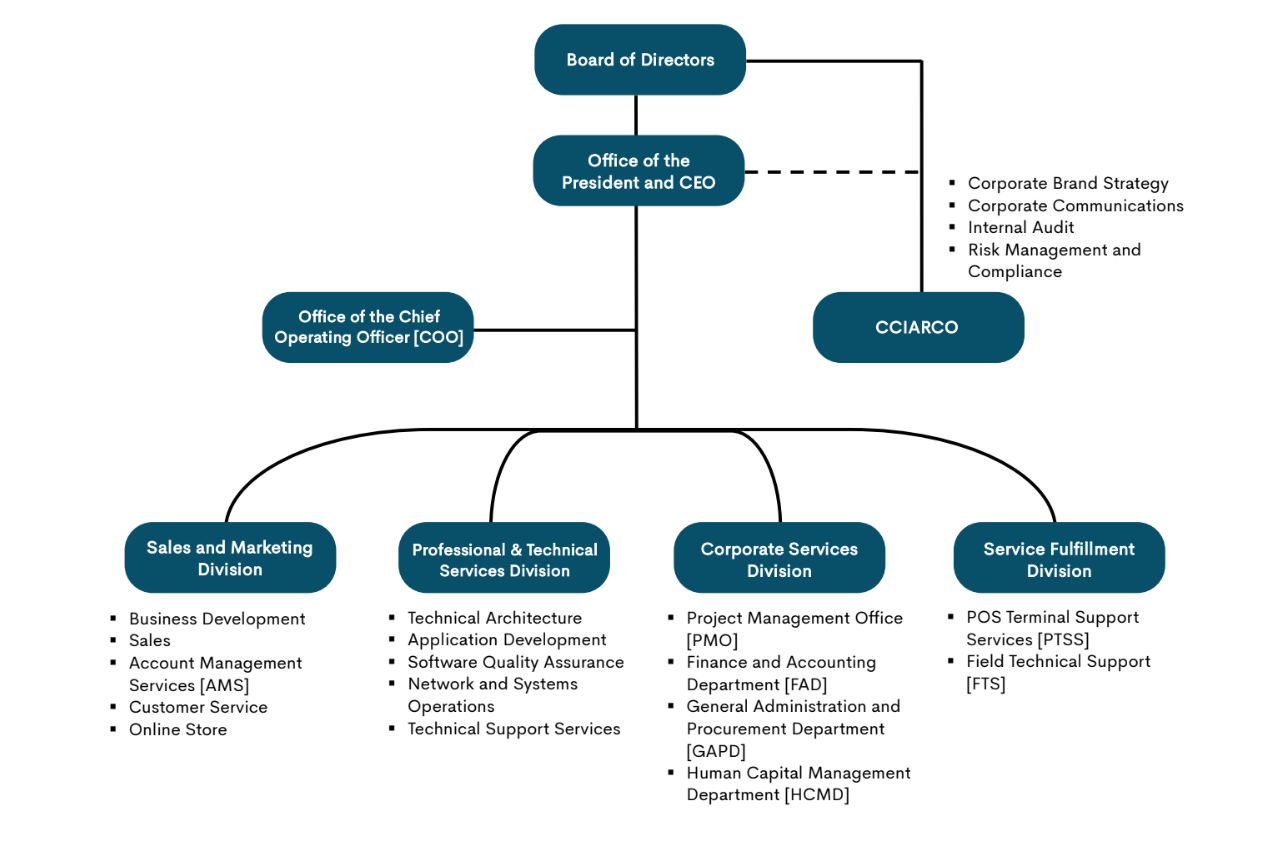 Board of Directors
Office of the
President and CEO
▪ Corporate Brand Strategy
▪ Corporate Communications
▪ Internal Audit
▪ Risk Management and
Compliance
Office of the Chief
Operating Officer [COO]
CCIARCO
Sales and Marketing
Division
▪ Business Development
▪ Sales
▪ Account Management
Services [AMS]
▪ Customer Service
▪ Online Store
Professional & Technical
Services Division
▪ Technical Architecture
▪ Application Development
▪ Software Quality Assurance
▪ Network and Systems
Operations
▪ Technical Support Services
Corporate Services
Division
▪ Project Management Office
[PMO]
▪ Finance and Accounting
Department [FAD]
▪ General Administration and
Procurement Department
[GAPD]
▪ Human Capital Management
Department [HCMD]
Service Fulfillment
Division
▪ POS Terminal Support
Services [PTSS]
▪ Field Technical Support
[FTS]